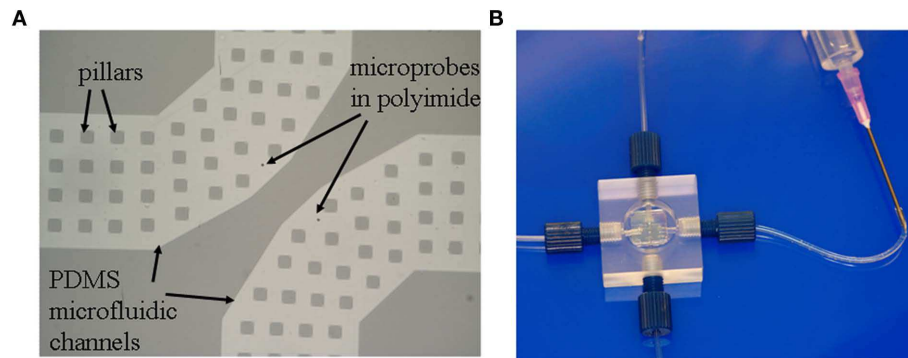 A
B
pillars
microprobes
in polyimide
PDMS
microfluidic
channels